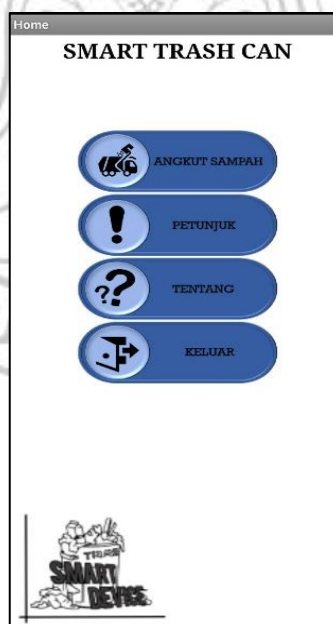 Home
SMART TRASH CAN
ANGKUT SAMPAH
PETUNJUK
TENTANG
KELUAR
SMART
DEVICE